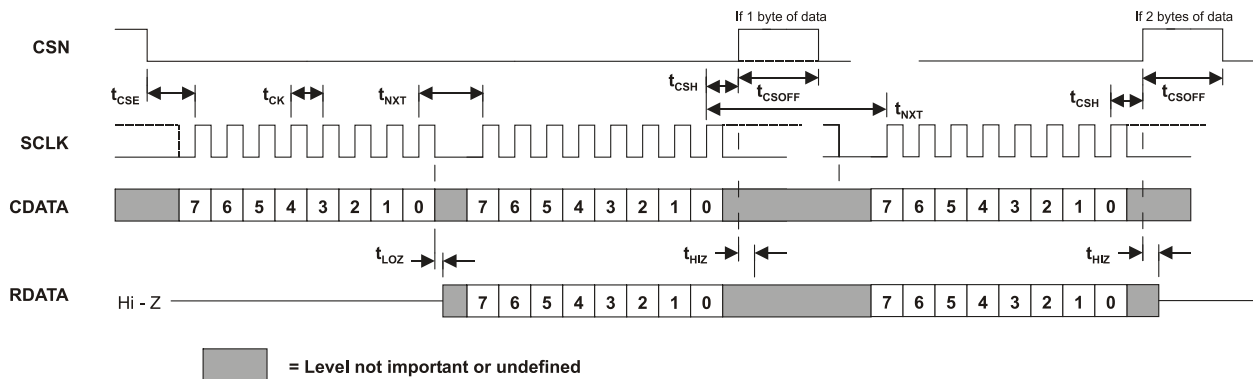 If 1 byte of data
If 2 bytes of data
CSN
tCSE
tCK
tNXT
tCSH
tCSOFF
tNXT
tCSH
tCSOFF
SCLK
CDATA
7 6 5 4 3 2 1 0
7 6 5 4 3 2 1 0
7 6 5 4 3 2 1 0
tLOZ
tHIZ
tHIZ
RDATA
Hi - Z
7 6 5 4 3 2 1 0
7 6 5 4 3 2 1 0
= Level not important or undefined